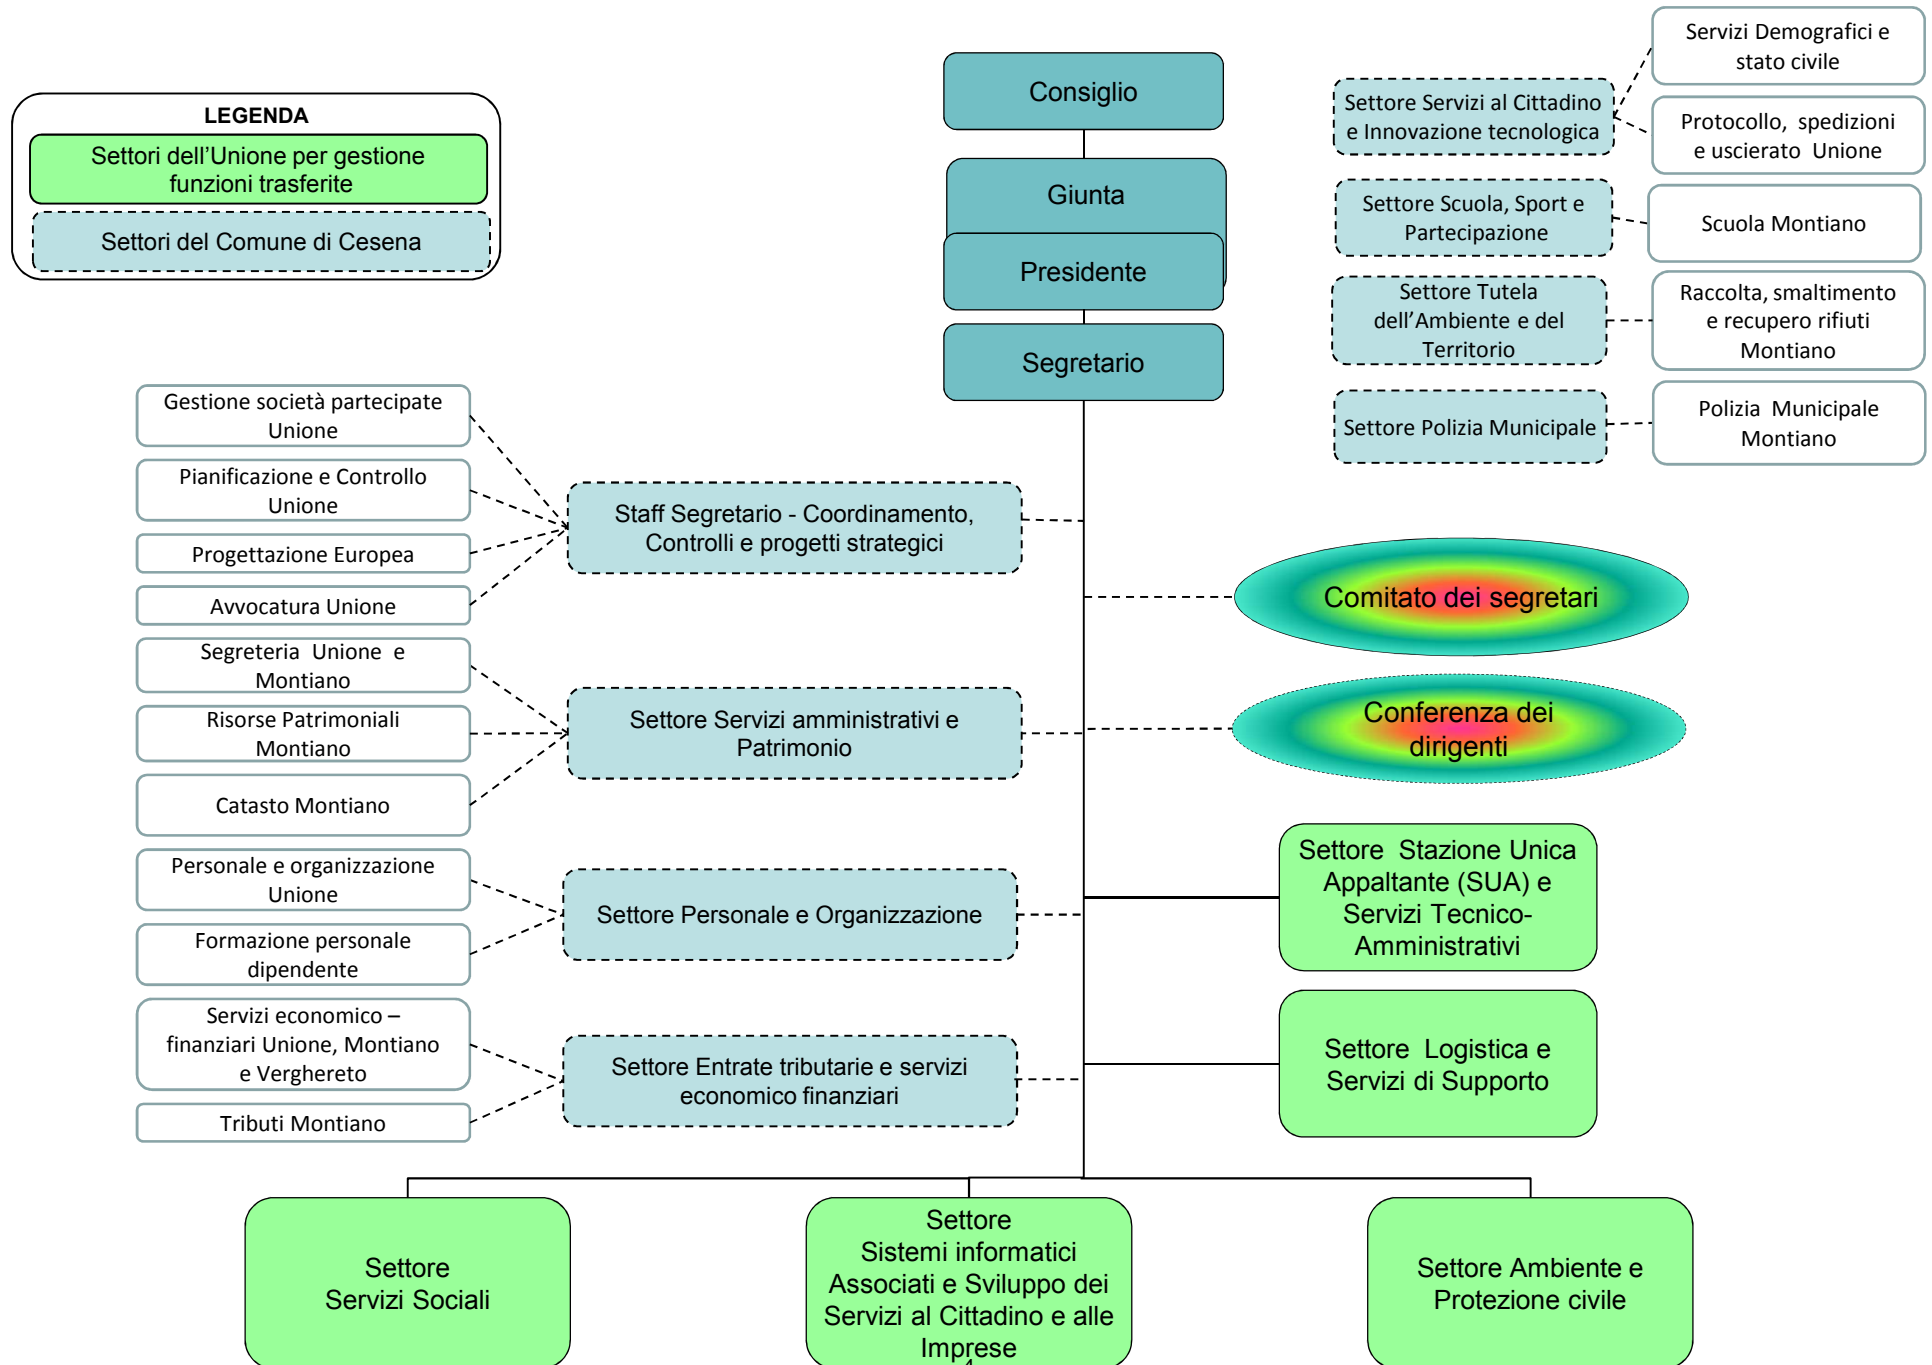 LEGENDA
Settori dell’Unione per gestione
funzioni trasferite
Settori del Comune di Cesena
Consiglio
Giunta
Presidente
Segretario
Settore Servizi al Cittadino
e Innovazione tecnologica
Servizi Demografici e
stato civile
Protocollo, spedizioni
e uscierato Unione
Settore Scuola, Sport e
Partecipazione
Scuola Montiano
Settore Tutela
dell’Ambiente e del
Territorio
Raccolta, smaltimento
e recupero rifiuti
Montiano
Settore Polizia Municipale
Polizia Municipale
Montiano
Gestione società partecipate
Unione
Pianificazione e Controllo
Unione
Progettazione Europea
Avvocatura Unione
Staff Segretario - Coordinamento,
Controlli e progetti strategici
Comitato dei segretari
Segreteria Unione e
Montiano
Risorse Patrimoniali
Montiano
Catasto Montiano
Settore Servizi amministrativi e
Patrimonio
Conferenza dei
dirigenti
Personale e organizzazione
Unione
Formazione personale
dipendente
Settore Personale e Organizzazione
Settore Stazione Unica
Appaltante (SUA) e
Servizi Tecnico-
Amministrativi
Servizi economico –
finanziari Unione, Montiano
e Verghereto
Tributi Montiano
Settore Entrate tributarie e servizi
economico finanziari
Settore Logistica e
Servizi di Supporto
Settore
Servizi Sociali
Settore
Sistemi informatici
Associati e Sviluppo dei
Servizi al Cittadino e alle
Imprese
Settore Ambiente e
Protezione civile
4